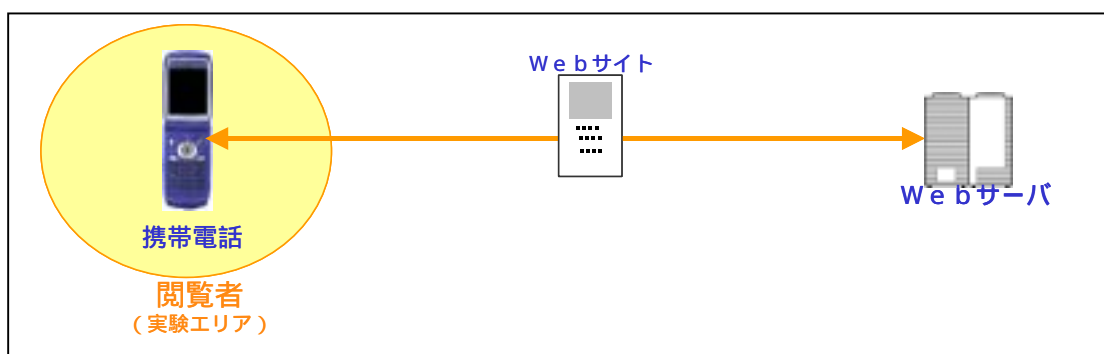 Ｗｅｂサイト
Ｗｅｂサーバ
携帯電話
閲覧者
（実験エリア）